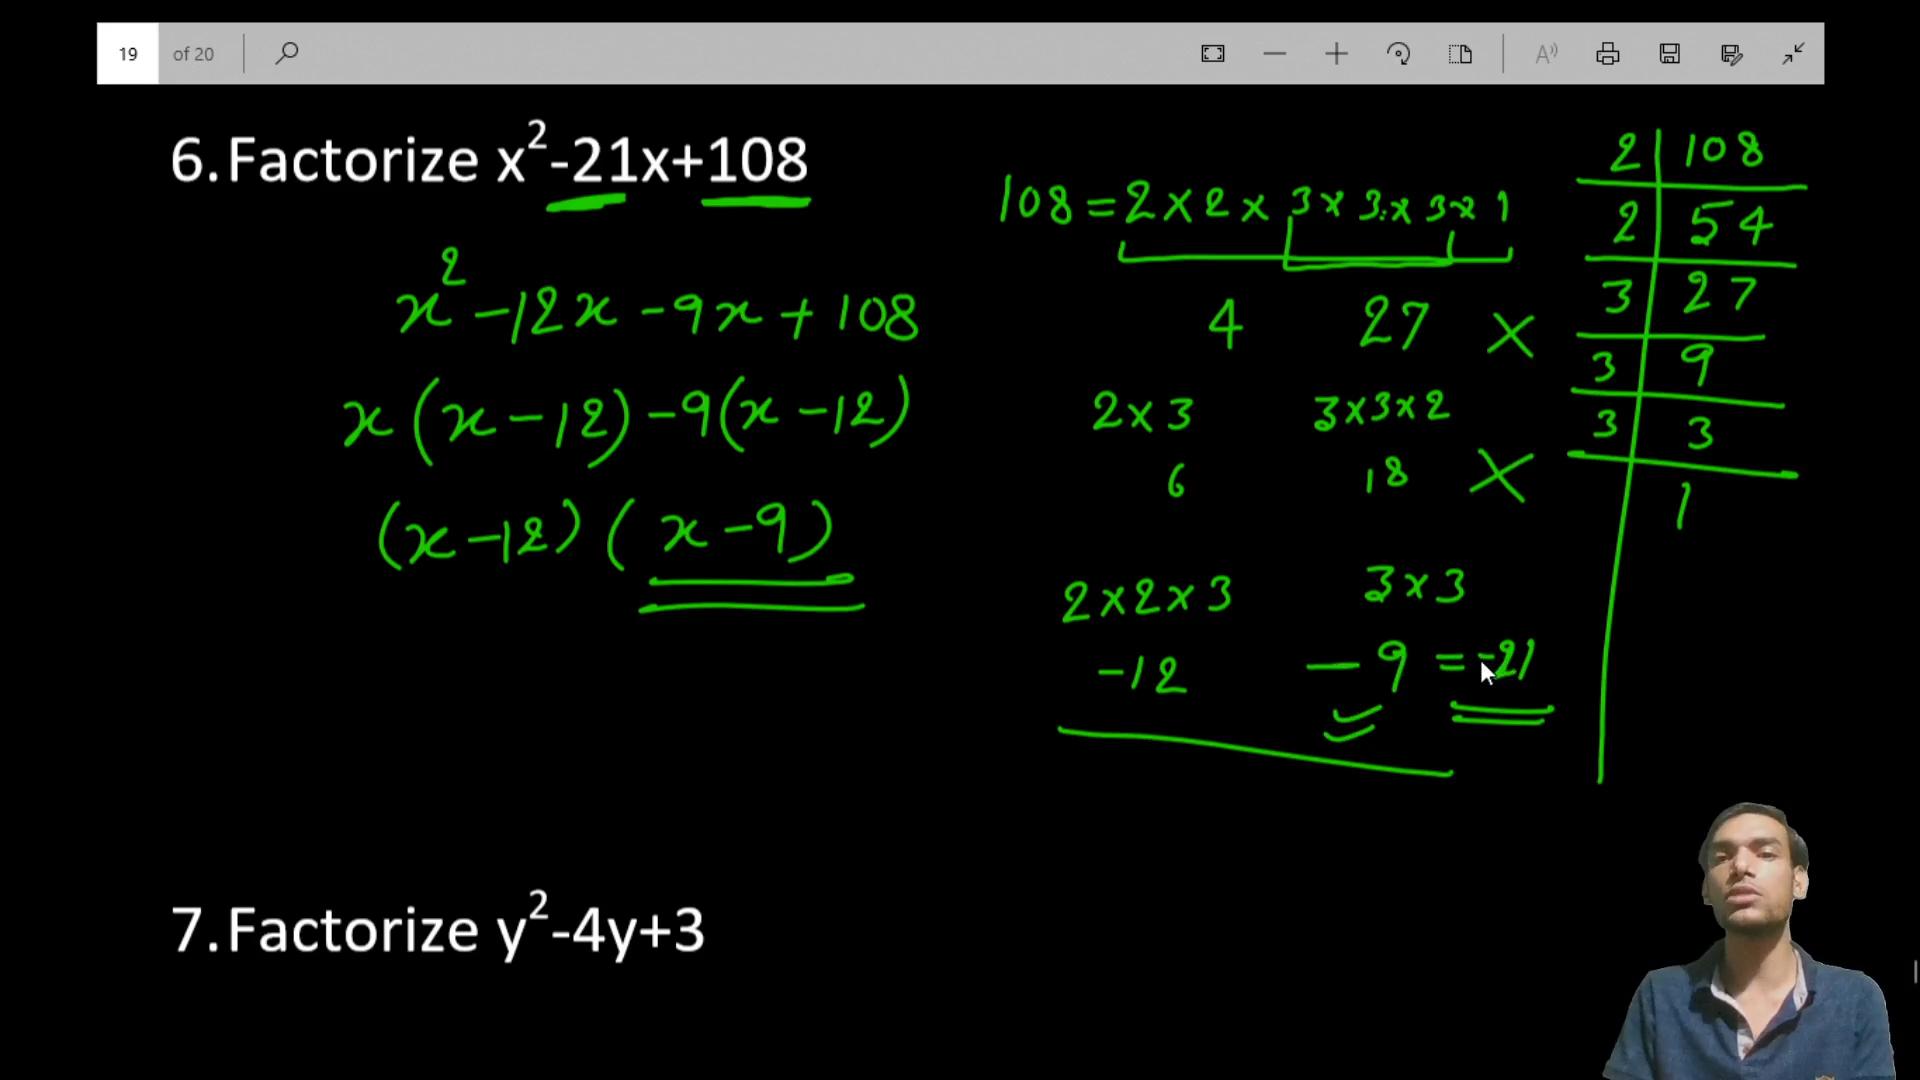 19 of 20
6. Factorize x²-21x+108
x² -12x -9x + 108
x(x-12) -9(x-12)
(x-12)(x-9)
108 = 2×2×3×3×3×1
4 27 ×
2×3 3×3×2
6 18 ×
2×2×3 3×3
-12 -9 = -21
2 | 108
2 | 54
3 | 27
3 | 9
3 | 3
1
7. Factorize y²-4y+3